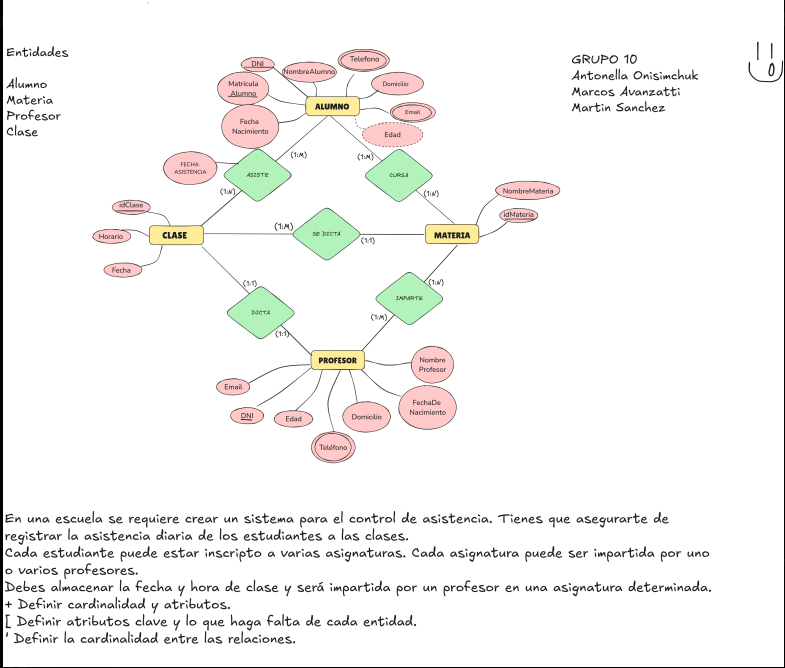 Entidades
Alumno
Materia
Profesor
Clase
GRUPO 10
Antonella Onisimchuk
Marcos Avanzatti
Martin Sanchez
DNI
NombreAlumno
Telefono
Matricula
Alumno
Domicilio
Email
ALUMNO
Fecha
Nacimiento
Edad
(1:M)
(1:M)
FECHA
ASISTENCIA
ASISTE
CURSA
(1:N)
(1:N)
NombreMateria
idMateria
idClase
Horario
Fecha
CLASE
(1:M)
SE DICTA
(1:1)
MATERIA
(1:1)
(1:N)
DICTA
IMPARTE
(1:1)
(1:M)
PROFESOR
Nombre
Profesor
Email
DNI
Edad
Teléfono
Domicilio
FechaDe
Nacimiento
En una escuela se requiere crear un sistema para el control de asistencia. Tienes que asegurarte de
registrar la asistencia diaria de los estudiantes a las clases.
Cada estudiante puede estar inscripto a varias asignaturas. Cada asignatura puede ser impartida por uno
o varios profesores.
Debes almacenar la fecha y hora de clase y será impartida por un profesor en una asignatura determinada.
+ Definir cardinalidad y atributos.
[ Definir atributos clave y lo que haga falta de cada entidad.
' Definir la cardinalidad entre las relaciones.